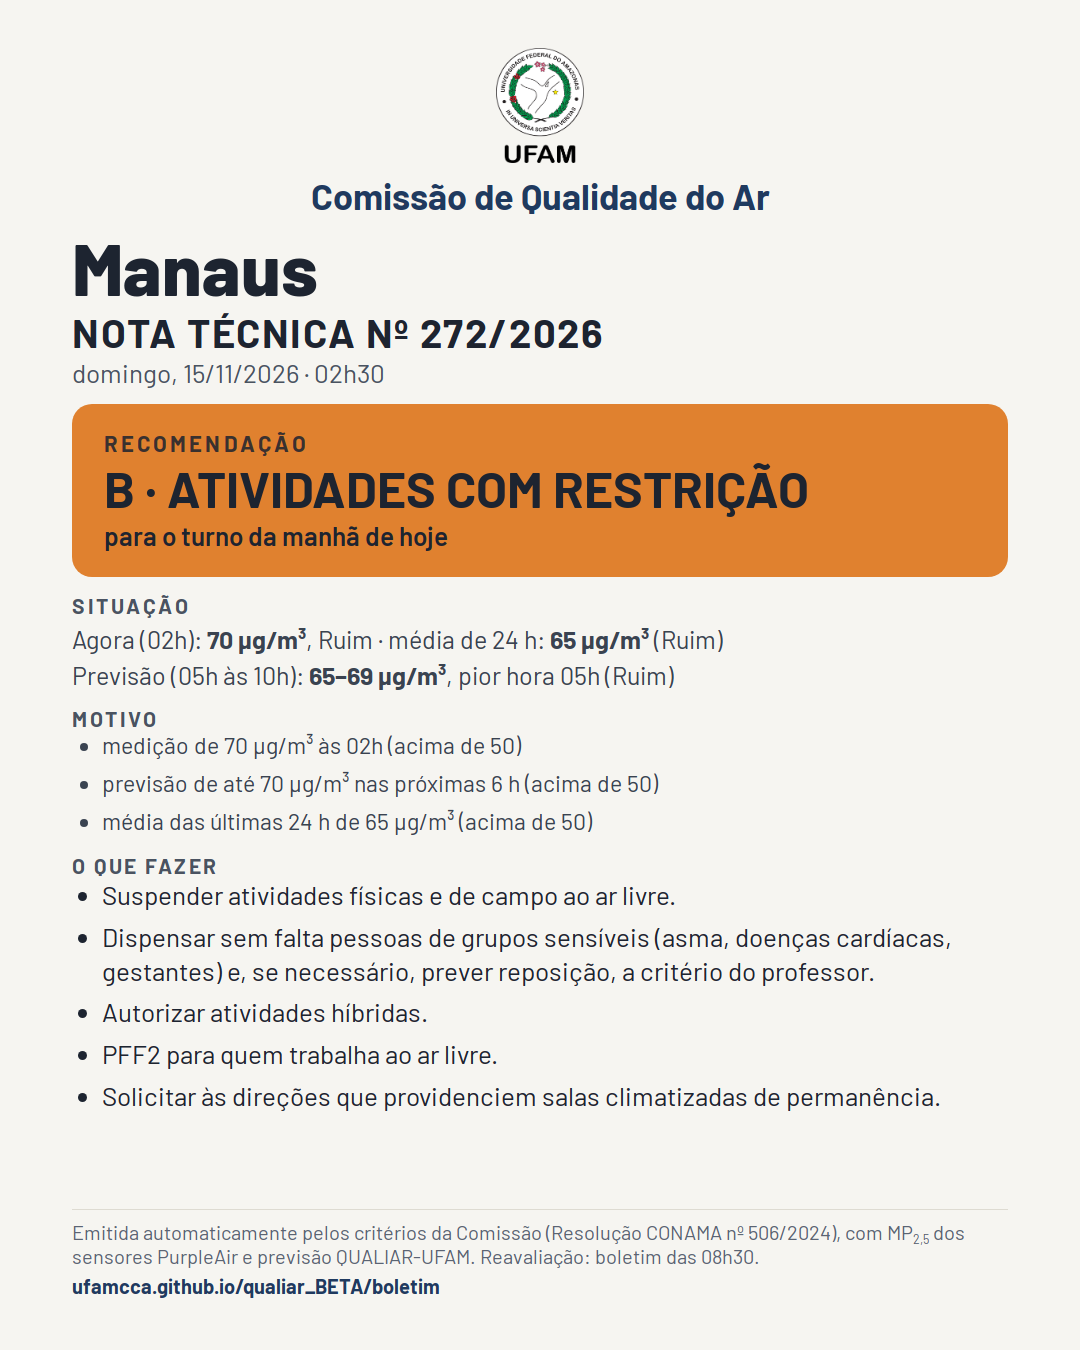 UNIVERSIDADE FEDERAL DO AMAZONAS
IN UNIVERSA SCIENTIA VERITAS
UFAM
Comissão de Qualidade do Ar
Manaus
NOTA TÉCNICA Nº 272/2026
domingo, 15/11/2026 · 02h30
RECOMENDAÇÃO
B · ATIVIDADES COM RESTRIÇÃO
para o turno da manhã de hoje
SITUAÇÃO
Agora (02h): 70 µg/m³, Ruim · média de 24 h: 65 µg/m³ (Ruim)
Previsão (05h às 10h): 65–69 µg/m³, pior hora 05h (Ruim)
MOTIVO
• medição de 70 µg/m³ às 02h (acima de 50)
• previsão de até 70 µg/m³ nas próximas 6 h (acima de 50)
• média das últimas 24 h de 65 µg/m³ (acima de 50)
O QUE FAZER
• Suspender atividades físicas e de campo ao ar livre.
• Dispensar sem falta pessoas de grupos sensíveis (asma, doenças cardíacas,
gestantes) e, se necessário, prever reposição, a critério do professor.
• Autorizar atividades híbridas.
• PFF2 para quem trabalha ao ar livre.
• Solicitar às direções que providenciem salas climatizadas de permanência.
Emitida automaticamente pelos critérios da Comissão (Resolução CONAMA nº 506/2024), com MP2,5 dos
sensores PurpleAir e previsão QUALIAR-UFAM. Reavaliação: boletim das 08h30.
ufamcca.github.io/qualiar_BETA/boletim